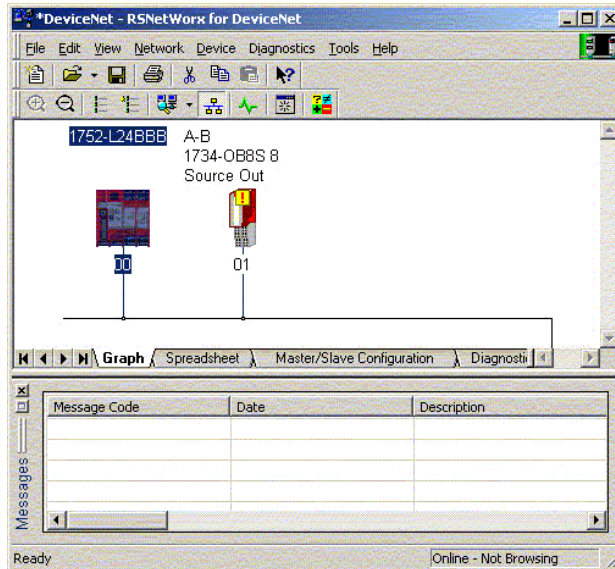 *DeviceNet - RSNetWorx for DeviceNet
File Edit View Network Device Diagnostics Tools Help
1752-L24BBB
A-B
1734-OB8S 8
Source Out
00
01
Graph Spreadsheet Master/Slave Configuration Diagnosti
Messages
Message Code Date Description
Ready Online - Not Browsing